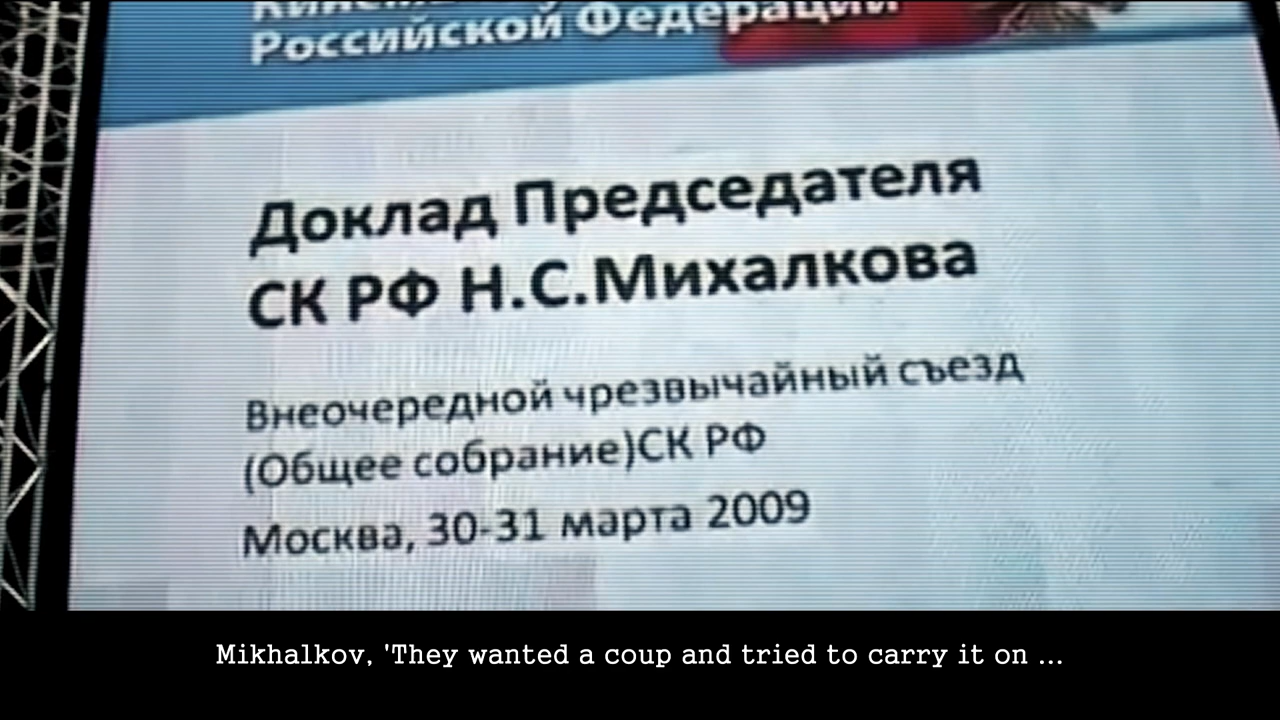 Российской Федерации
Доклад Председателя
СК РФ Н.С.Михалкова
Внеочередной чрезвычайный съезд
(Общее собрание)СК РФ
Москва, 30-31 марта 2009
Mikhalkov, 'They wanted a coup and tried to carry it on ...